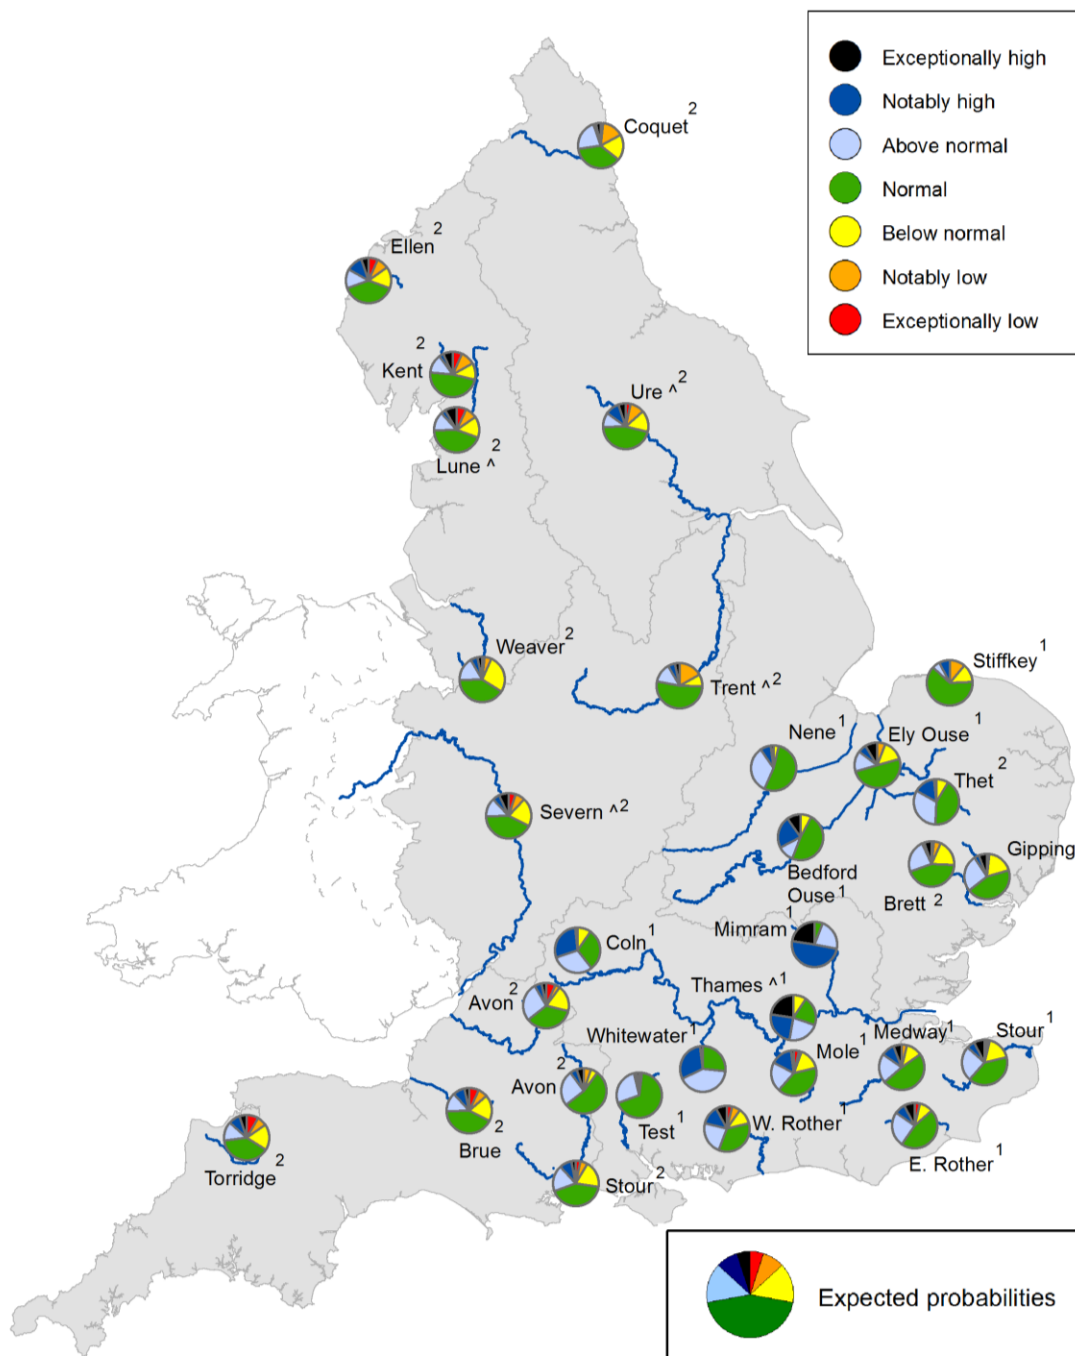 Exceptionally high
Notably high
Above normal
Normal
Below normal
Notably low
Exceptionally low
Coquet 2
Ellen 2
Kent 2
Ure ^ 2
Lune ^ 2
Weaver 2
Trent ^ 2
Stiffkey 1
Nene 1
Ely Ouse 1
Thet 2
Severn ^ 2
Bedford
Ouse 1
Gipping
Brett 2
Mimram 1
Coln 1
Thames ^ 1
Avon 2
Whitewater 1
Mole 1
Medway 1
Stour 1
Avon 2
Test 1
W. Rother 1
E. Rother 1
Brue 2
Torridge 2
Stour 2
Expected probabilities